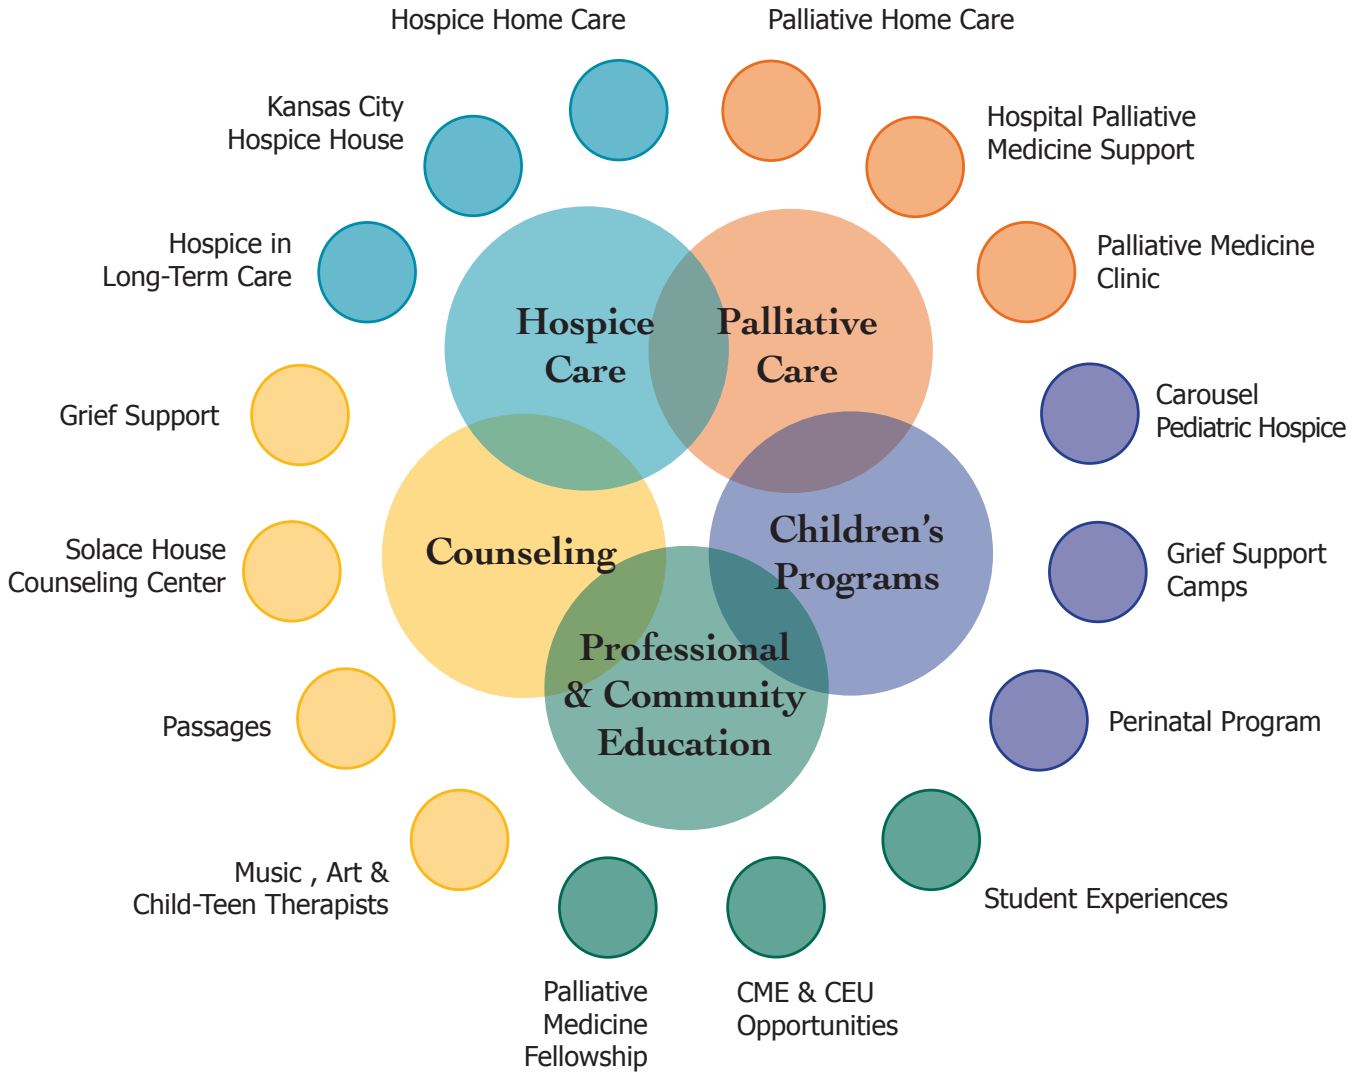 Hospice Home Care
Palliative Home Care
Kansas City
Hospice House
Hospital Palliative
Medicine Support
Hospice in
Long-Term Care
Palliative Medicine
Clinic
Hospice
Care
Palliative
Care
Grief Support
Carousel
Pediatric Hospice
Solace House
Counseling Center
Counseling
Children's
Programs
Grief Support
Camps
Professional
& Community
Education
Passages
Perinatal Program
Music , Art &
Child-Teen Therapists
Student Experiences
Palliative
Medicine
Fellowship
CME & CEU
Opportunities